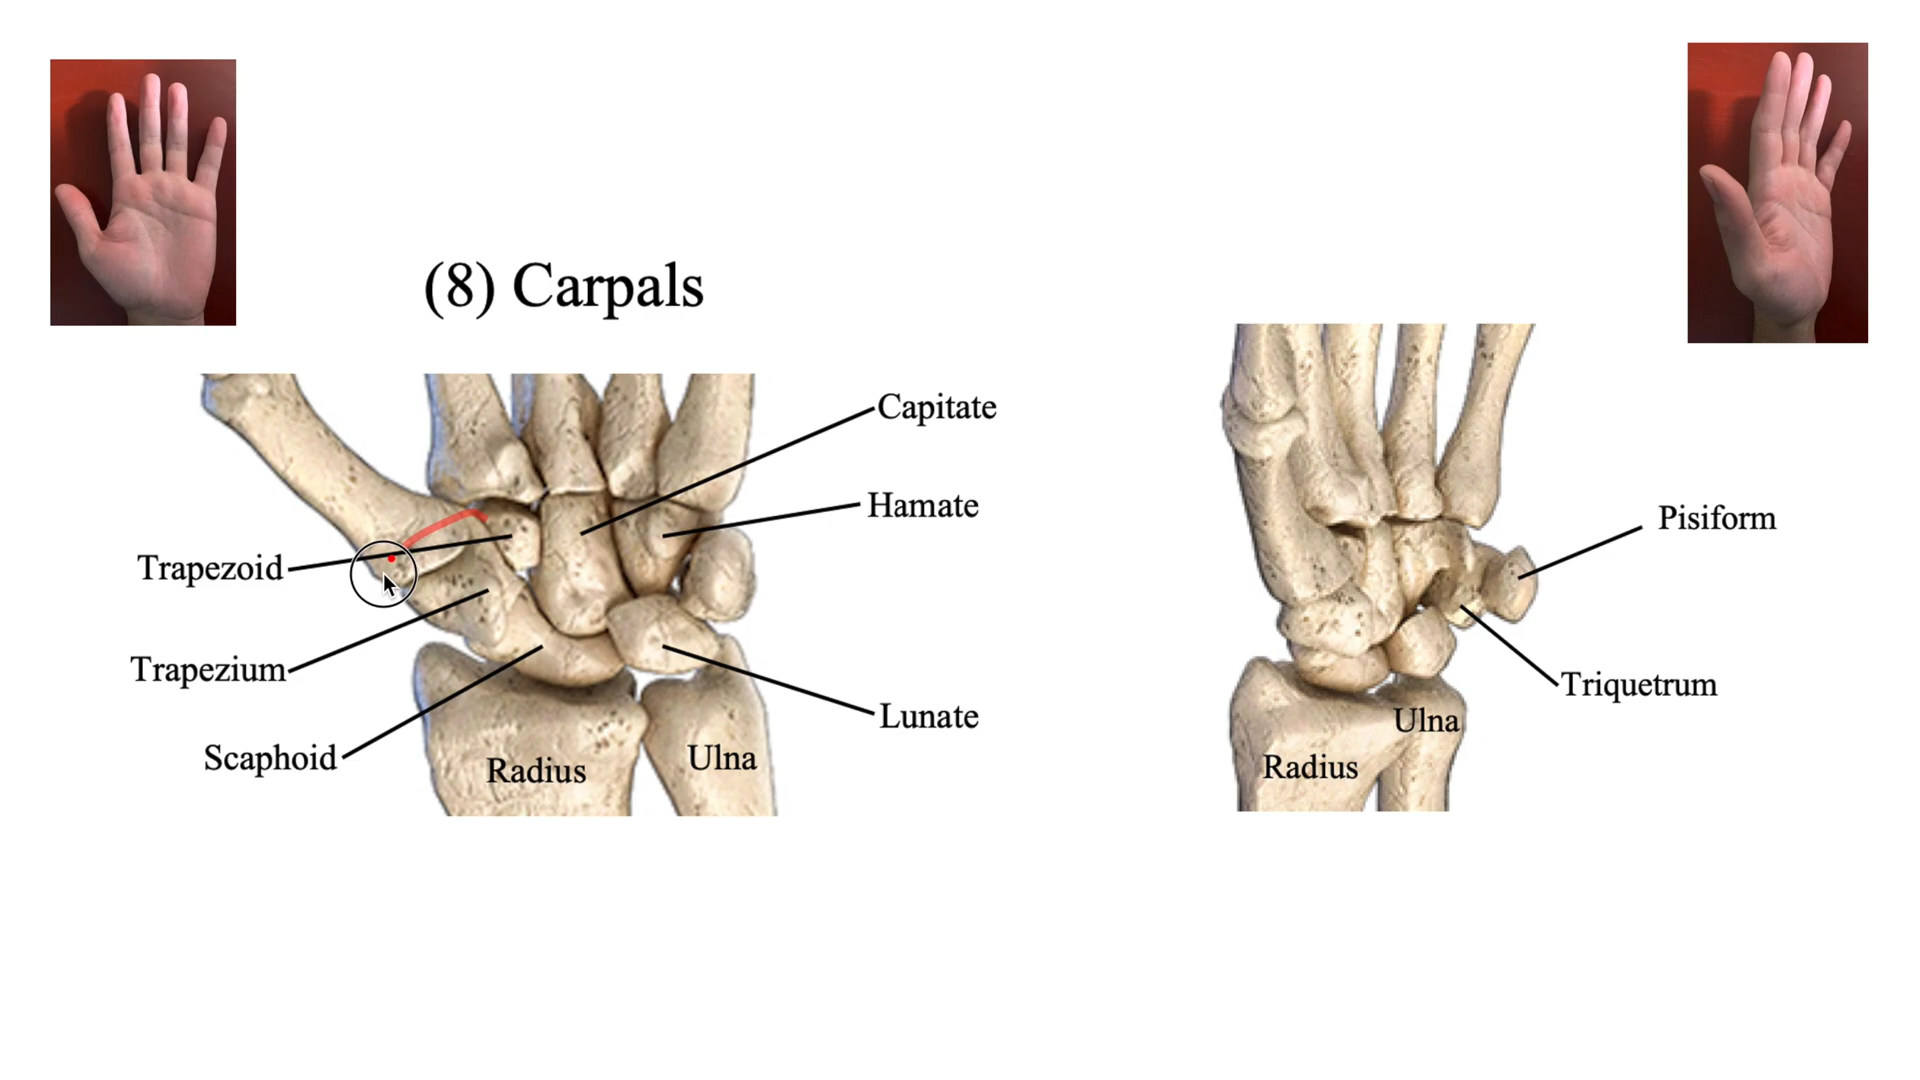 (8) Carpals
Capitate
Hamate
Trapezoid
Trapezium
Lunate
Scaphoid
Radius
Ulna
Pisiform
Triquetrum
Ulna
Radius